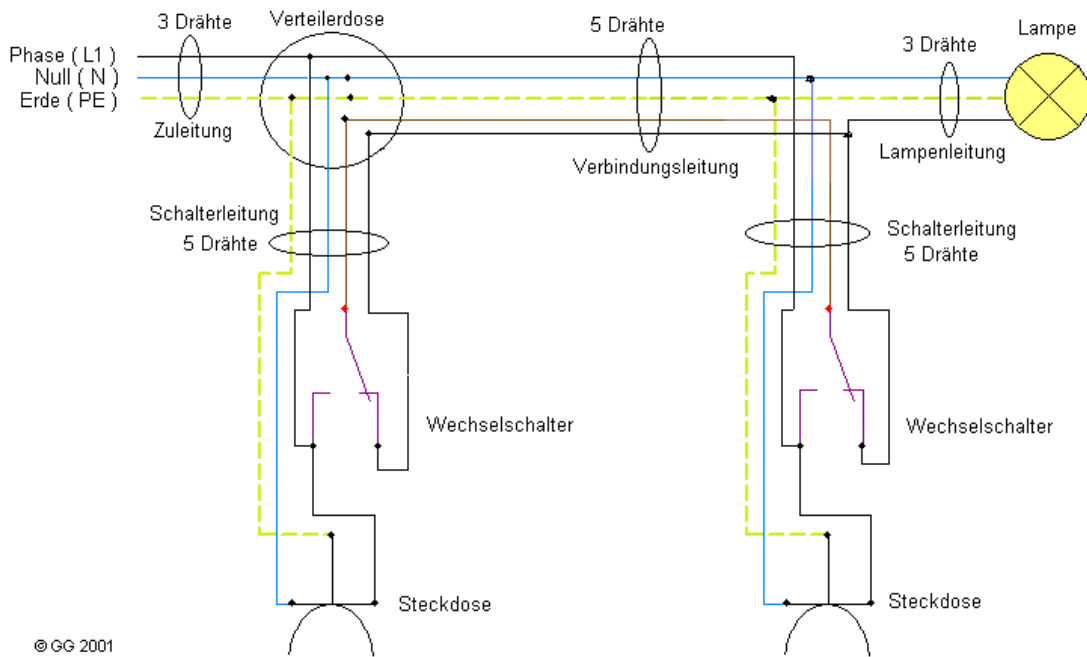 3 Drähte
Verteilerdose
5 Drähte
3 Drähte
Lampe
Phase ( L1 )
Null ( N )
Erde ( PE )
Zuleitung
Verbindungsleitung
Lampenleitung
Schalterleitung
5 Drähte
Schalterleitung
5 Drähte
Wechselschalter
Wechselschalter
Steckdose
Steckdose
© GG 2001